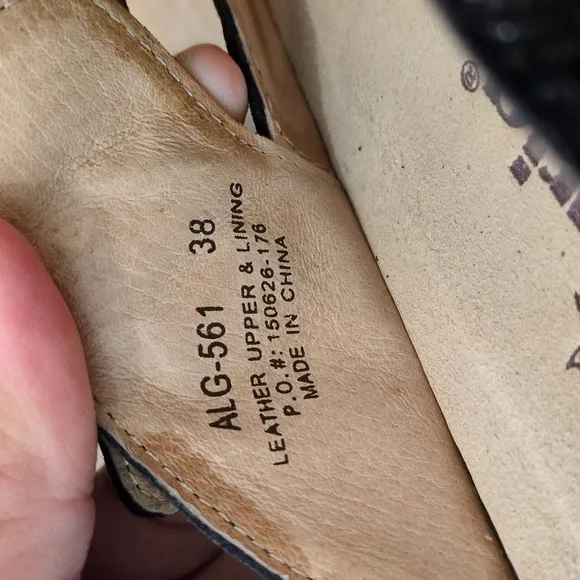 ALG-561 38
LEATHER UPPER & LINING
P.O.#: 150626-176
MADE IN CHINA
®